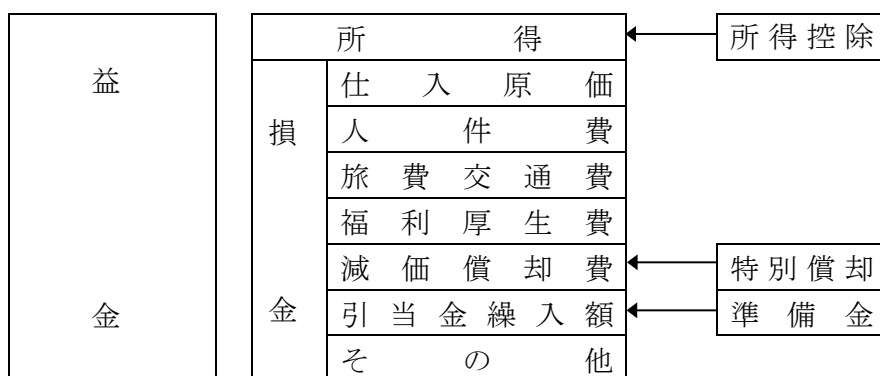 所得
所得控除
益金
損金
仕入原価
人件費
旅費交通費
福利厚生費
減価償却費
特別償却
引当金繰入額
準備金
その他